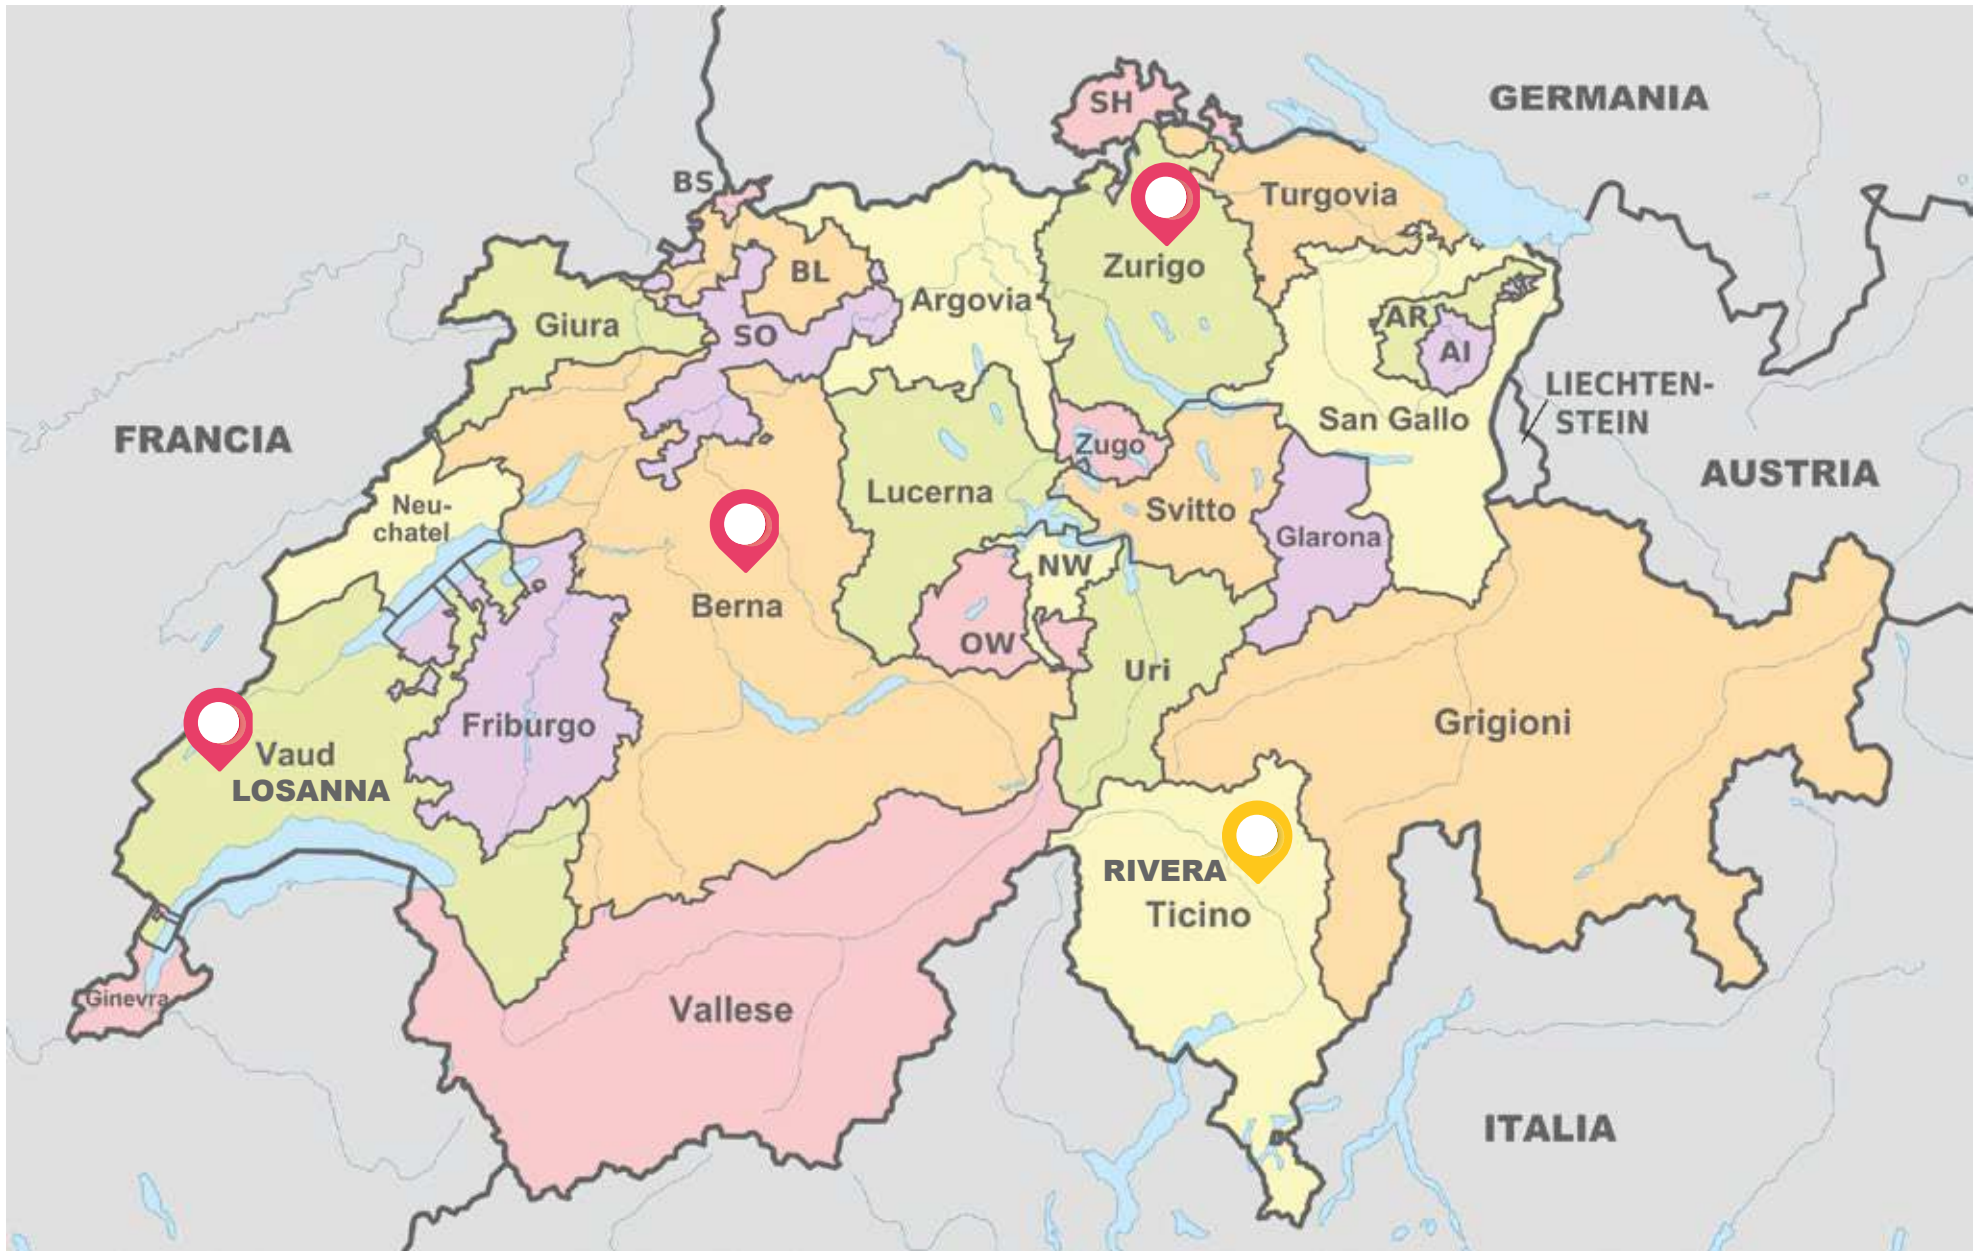 GERMANIA
SH
BS
Turgovia
Zurigo
BL
Argovia
Giura
SO
AR
AI
LIECHTEN-
STEIN
San Gallo
FRANCIA
Zugo
AUSTRIA
Lucerna
Svitto
Neu-
chatel
Glarona
NW
Berna
OW
Uri
Friburgo
Grigioni
Vaud
LOSANNA
RIVERA
Ticino
Ginevra
Vallese
ITALIA